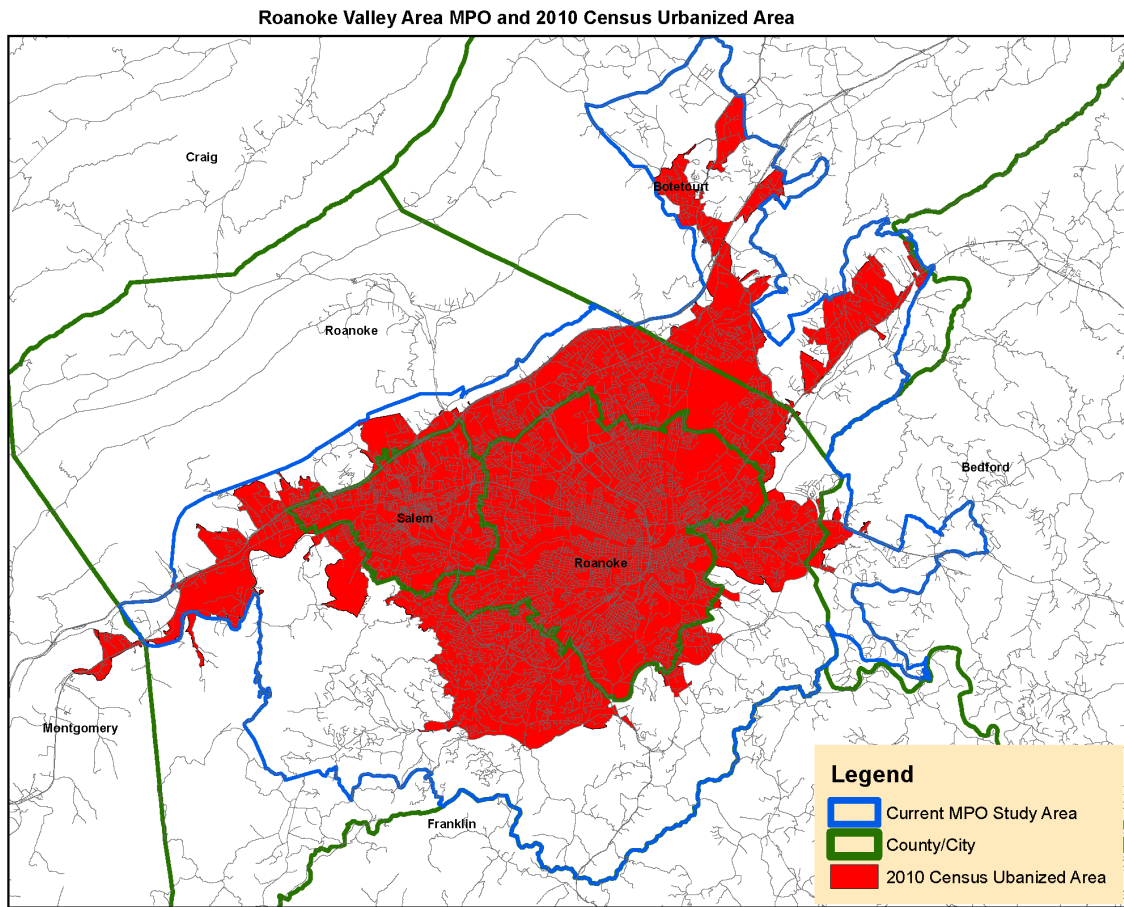 Roanoke Valley Area MPO and 2010 Census Urbanized Area
Craig
Botetourt
Roanoke
Bedford
Salem
Roanoke
Montgomery
Franklin
Legend
Current MPO Study Area
County/City
2010 Census Ubanized Area